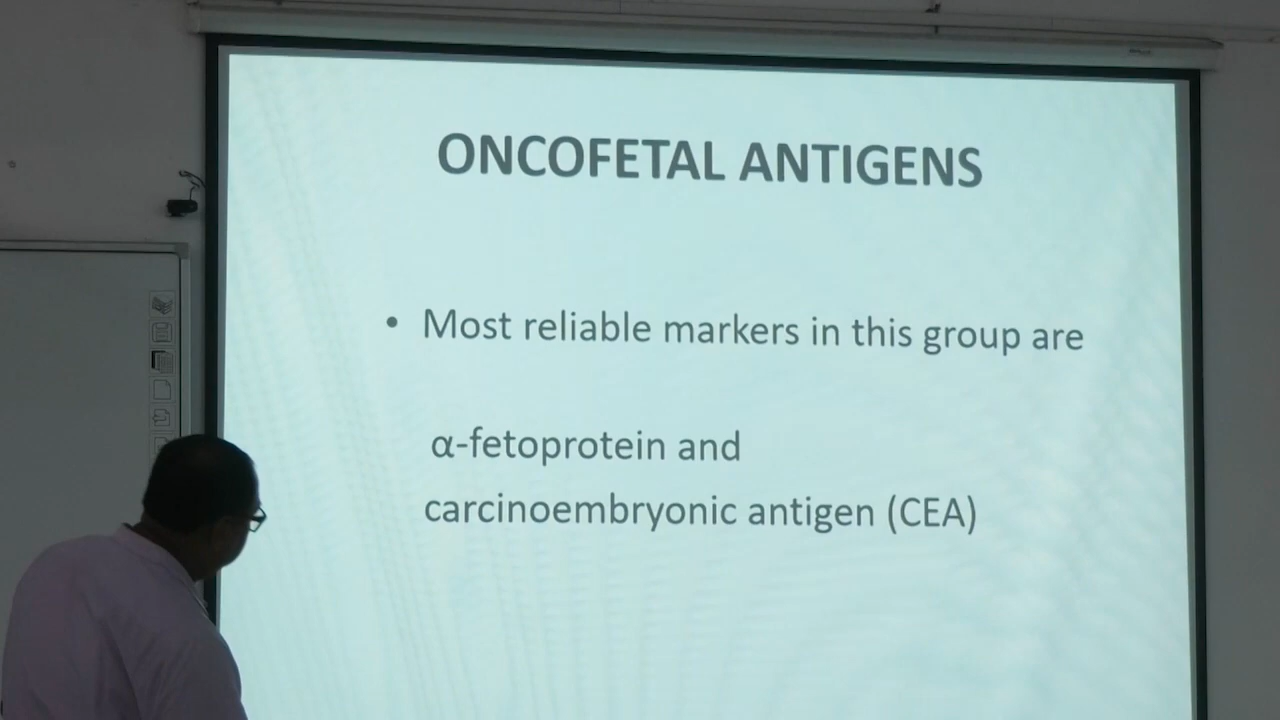 ONCOFETAL ANTIGENS
• Most reliable markers in this group are
α-fetoprotein and
carcinoembryonic antigen (CEA)